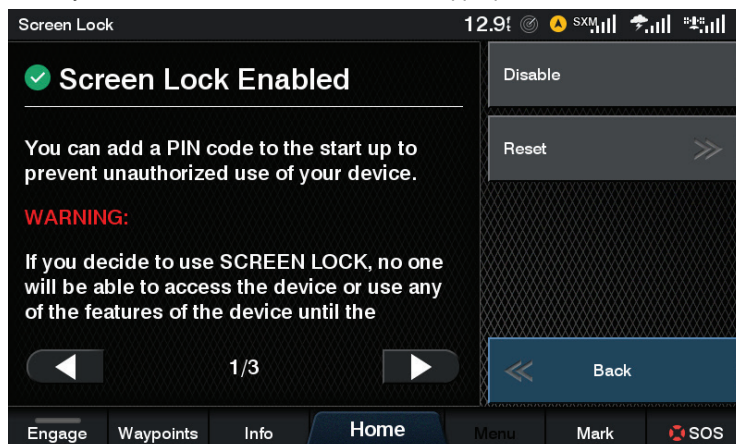 Screen Lock
12.9
SXM
Screen Lock Enabled
You can add a PIN code to the start up to
prevent unauthorized use of your device.
WARNING:
If you decide to use SCREEN LOCK, no one
will be able to access the device or use any
of the features of the device until the
1/3
Disable
Reset
Back
Engage
Waypoints
Info
Home
Menu
Mark
SOS